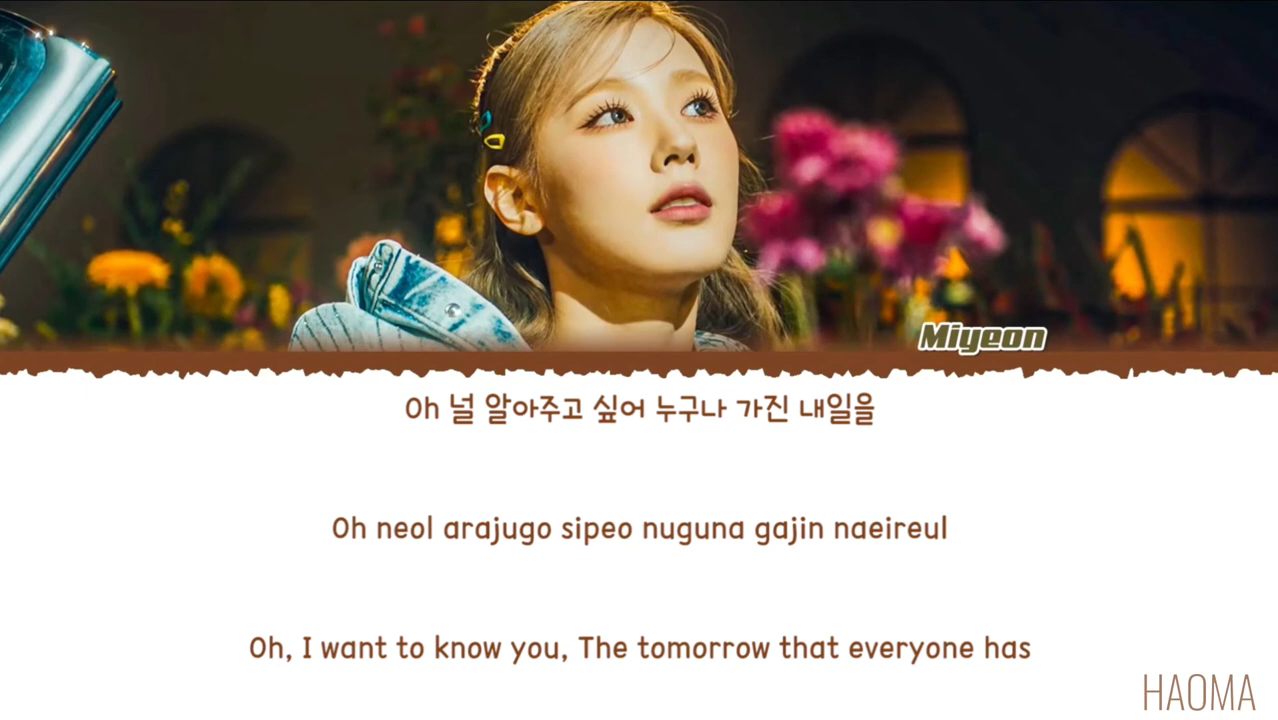 Miyeon
Oh 널 알아주고 싶어 누구나 가진 내일을
Oh neol arajugo sipeo nuguna gajin naeireul
Oh, I want to know you, The tomorrow that everyone has
HAOMA